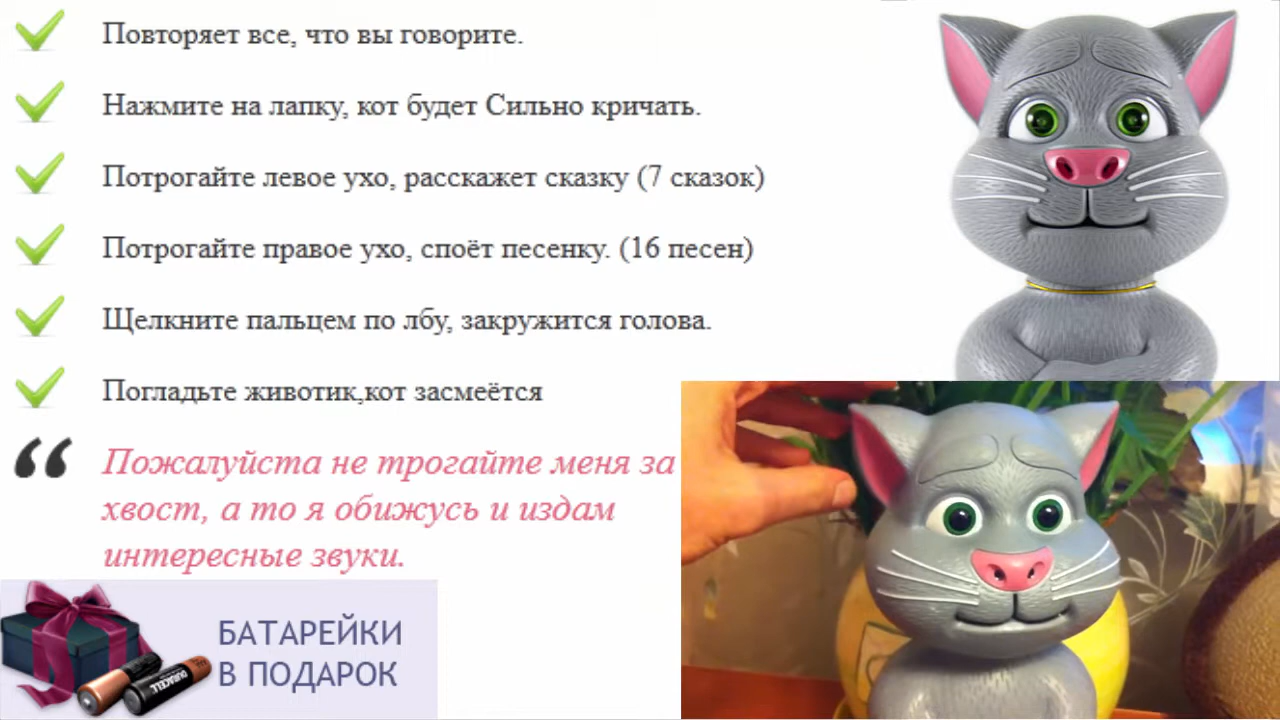 Повторяет все, что вы говорите.
Нажмите на лапку, кот будет Сильно кричать.
Потрогайте левое ухо, расскажет сказку (7 сказок)
Потрогайте правое ухо, споёт песенку. (16 песен)
Щелкните пальцем по лбу, закружится голова.
Погладьте животик,кот засмеётся
“ Пожалуйста не трогайте меня за
хвост, а то я обижусь и издам
интересные звуки.
БАТАРЕЙКИ
В ПОДАРОК
DURACELL